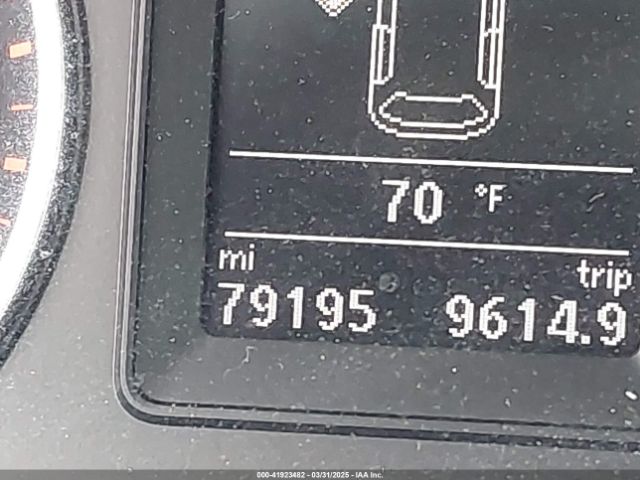 70 °F
mi trip
79195 9614.9
000-41923482 - 03/31/2025 - IAA Inc.